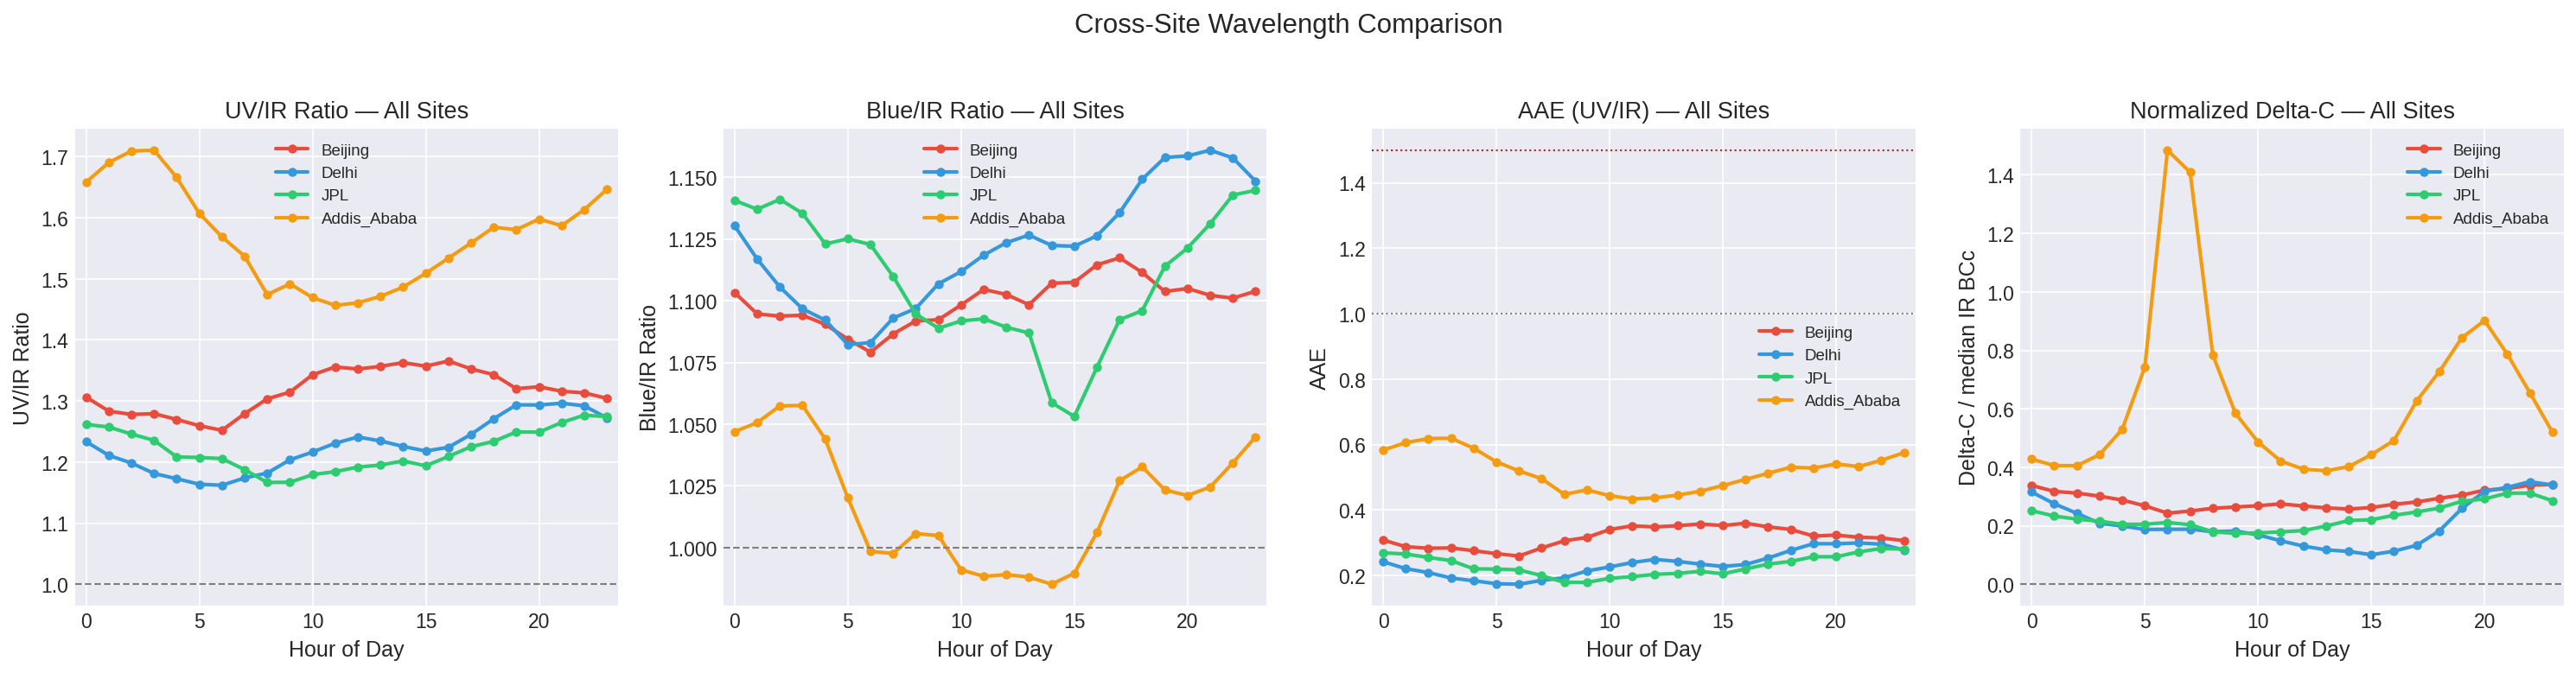 Cross-Site Wavelength Comparison
UV/IR Ratio — All Sites
UV/IR Ratio
1.7
1.6
1.5
1.4
1.3
1.2
1.1
1.0
Beijing
Delhi
JPL
Addis_Ababa
0 5 10 15 20
Hour of Day
Blue/IR Ratio — All Sites
Blue/IR Ratio
1.150
1.125
1.100
1.075
1.050
1.025
1.000
Beijing
Delhi
JPL
Addis_Ababa
0 5 10 15 20
Hour of Day
AAE (UV/IR) — All Sites
AAE
1.4
1.2
1.0
0.8
0.6
0.4
0.2
Beijing
Delhi
JPL
Addis_Ababa
0 5 10 15 20
Hour of Day
Normalized Delta-C — All Sites
Delta-C / median IR BCc
1.4
1.2
1.0
0.8
0.6
0.4
0.2
0.0
Beijing
Delhi
JPL
Addis_Ababa
0 5 10 15 20
Hour of Day